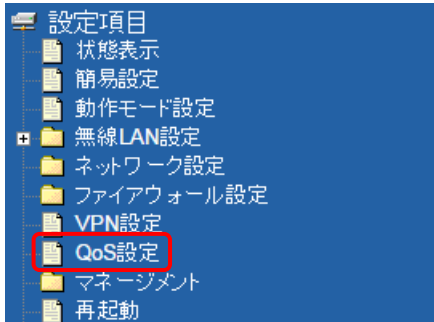 設定項目
状態表示
簡易設定
動作モード設定
無線LAN設定
ネットワーク設定
ファイアウォール設定
VPN設定
QoS設定
マネージメント
再起動